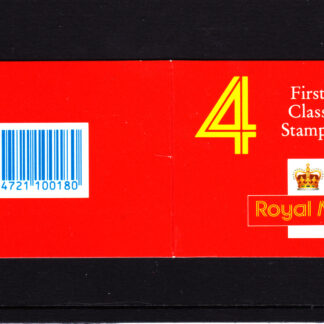 4721 100180
4
First
Class
Stamp
Royal M